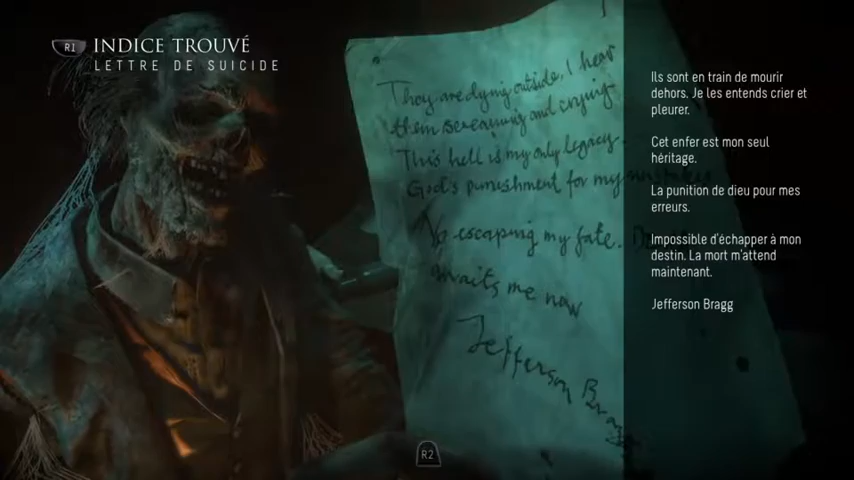 R1 INDICE TROUVÉ
LETTRE DE SUICIDE
They are dying outside, I hear
them screaming and crying
This hell is my only legacy.
God's punishment for my mistakes
No escaping my fate. Death
awaits me now
Jefferson Bragg
Ils sont en train de mourir
dehors. Je les entends crier et
pleurer.
Cet enfer est mon seul
héritage.
La punition de dieu pour mes
erreurs.
Impossible d'échapper à mon
destin. La mort m'attend
maintenant.
Jefferson Bragg
R2